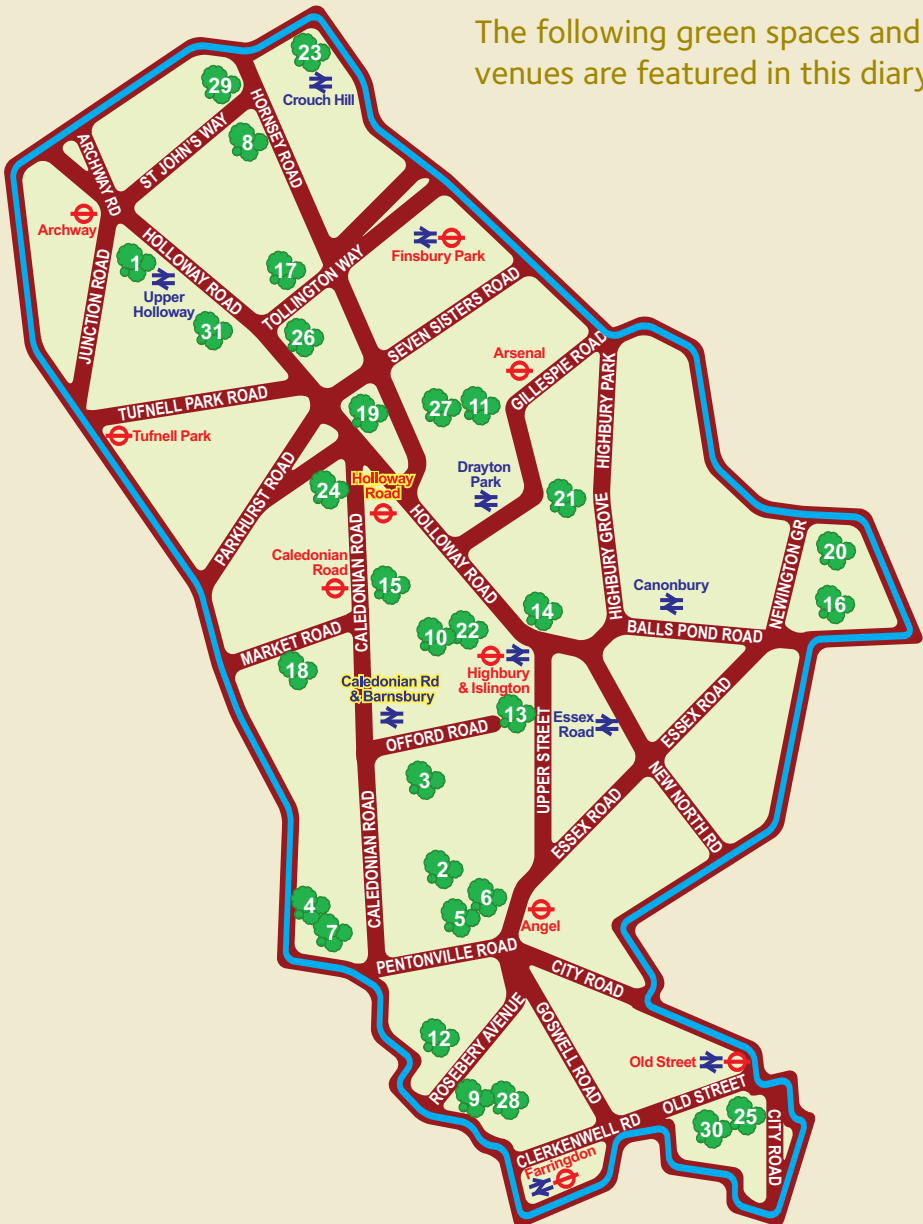 The following green spaces and
venues are featured in this diary
23
Crouch Hill
29
HORNSEY ROAD
ARCHWAY RD
ST JOHN'S WAY
8
Archway
HOLLOWAY ROAD
1
Upper
Holloway
17
Finsbury Park
JUNCTION ROAD
31
TOLLINGTON WAY
26
SEVEN SISTERS ROAD
Arsenal
GILLESPIE ROAD
HIGHBURY PARK
TUFNELL PARK ROAD
Tufnell Park
19
27
11
PARKHURST ROAD
24
Holloway
Road
Drayton
Park
21
HOLLOWAY ROAD
HIGHBURY GROVE
NEWINGTON GR
20
Caledonian
Road
CALEDONIAN ROAD
15
14
Canonbury
16
MARKET ROAD
10
22
BALLS POND ROAD
18
Highbury
& Islington
Caledonian Rd
& Barnsbury
13
Essex
Road
ESSEX ROAD
OFFORD ROAD
UPPER STREET
3
NEW NORTH RD
CALEDONIAN ROAD
ESSEX ROAD
2
4
6
5
7
Angel
PENTONVILLE ROAD
CITY ROAD
12
ROSEBERY AVENUE
GOSWELL ROAD
Old Street
9
28
OLD STREET
25
30
CITY ROAD
CLERKENWELL RD
Farringdon